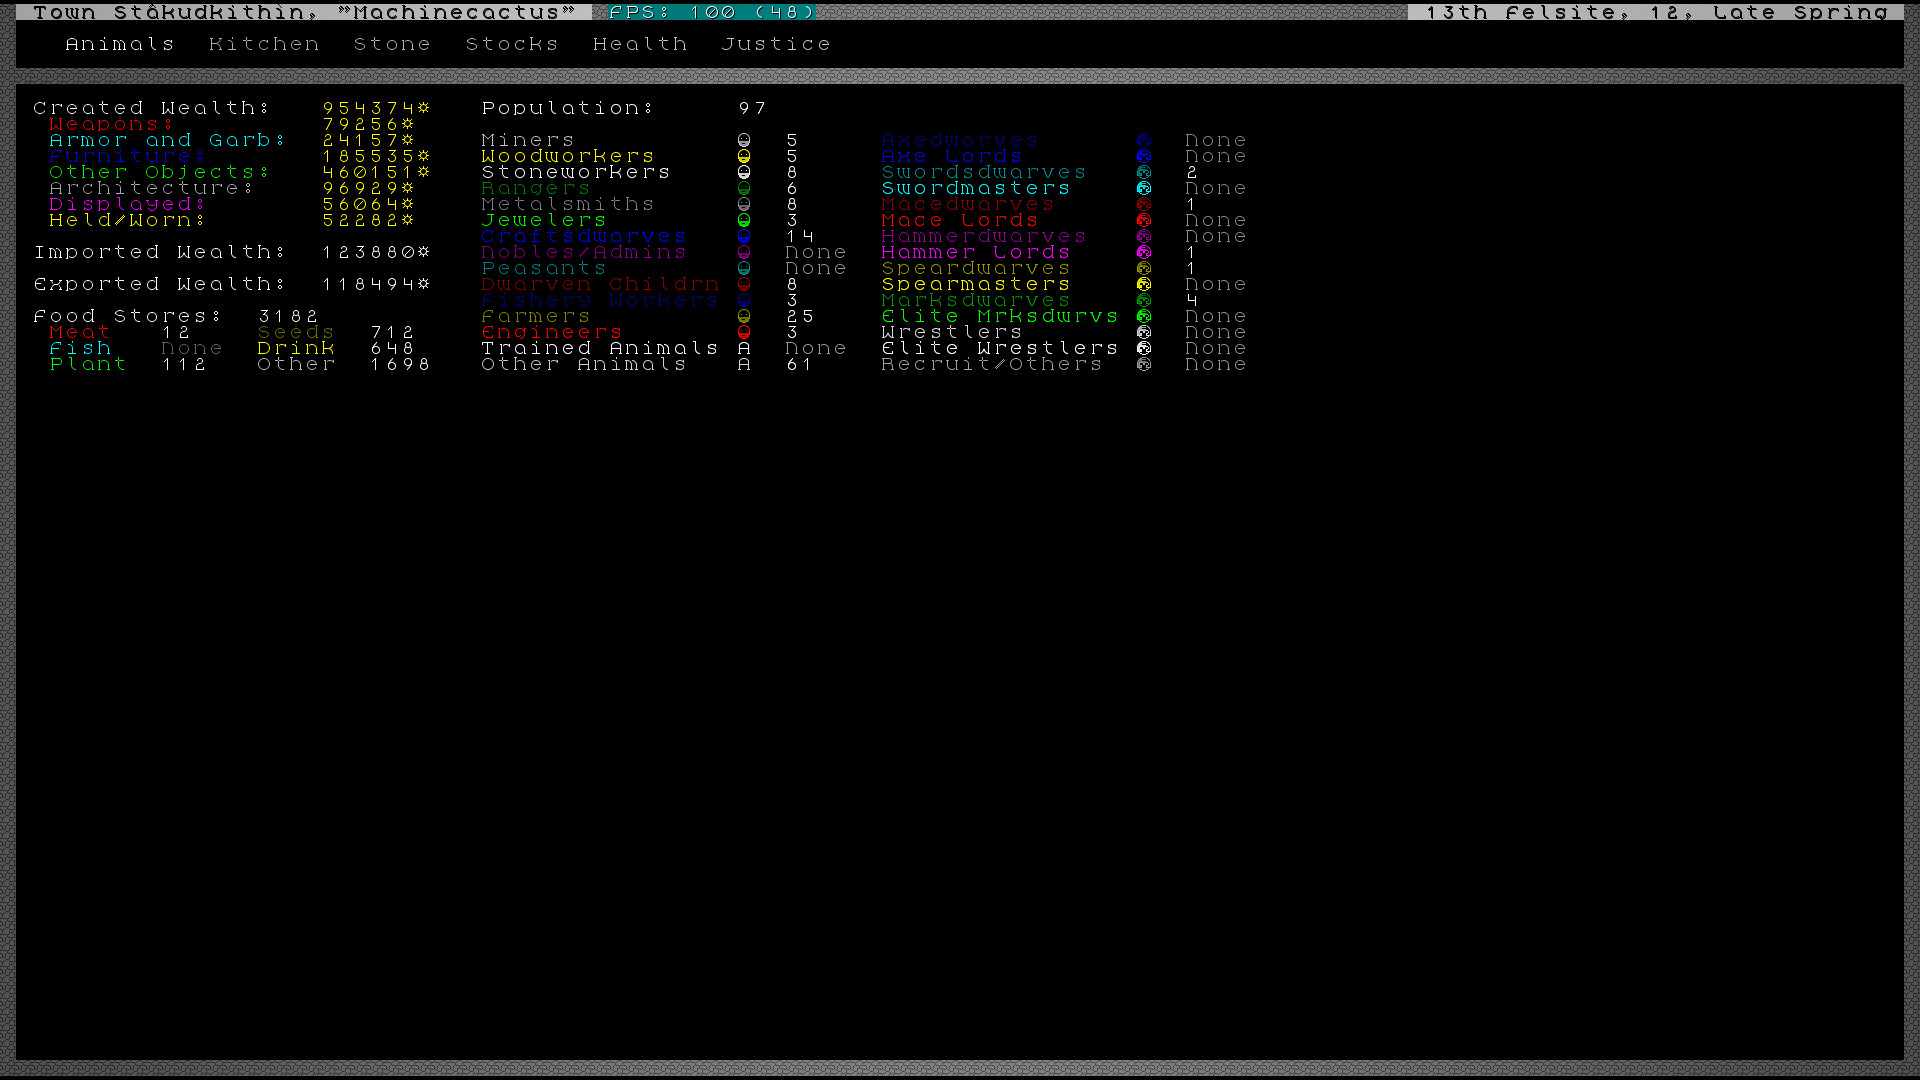 Town Stâkudkithìn, "Machinecactus" FPS: 100 (48) 13th Felsite, 12, Late Spring
Animals Kitchen Stone Stocks Health Justice
Created Wealth: 954374☼ Population: 97
Weapons: 79256☼
Armor and Garb: 24157☼ Miners 5 Axedwarves None
Furniture: 185535☼ Woodworkers 5 Axe Lords None
Other Objects: 460151☼ Stoneworkers 8 Swordsdwarves 2
Architecture: 96929☼ Rangers 6 Swordmasters None
Displayed: 56064☼ Metalsmiths 8 Macedwarves 1
Held/Worn: 52282☼ Jewelers 3 Mace Lords None
Craftsdwarves 14 Hammerdwarves None
Imported Wealth: 123880☼ Nobles/Admins None Hammer Lords 1
Peasants None Speardwarves 1
Exported Wealth: 118494☼ Dwarven Childrn 8 Spearmasters None
Fishery Workers 3 Marksdwarves 4
Food Stores: 3182 Farmers 25 Elite Mrksdwrvs None
Meat 12 Seeds 712 Engineers 3 Wrestlers None
Fish None Drink 648 Trained Animals A None Elite Wrestlers None
Plant 112 Other 1698 Other Animals A 61 Recruit/Others None